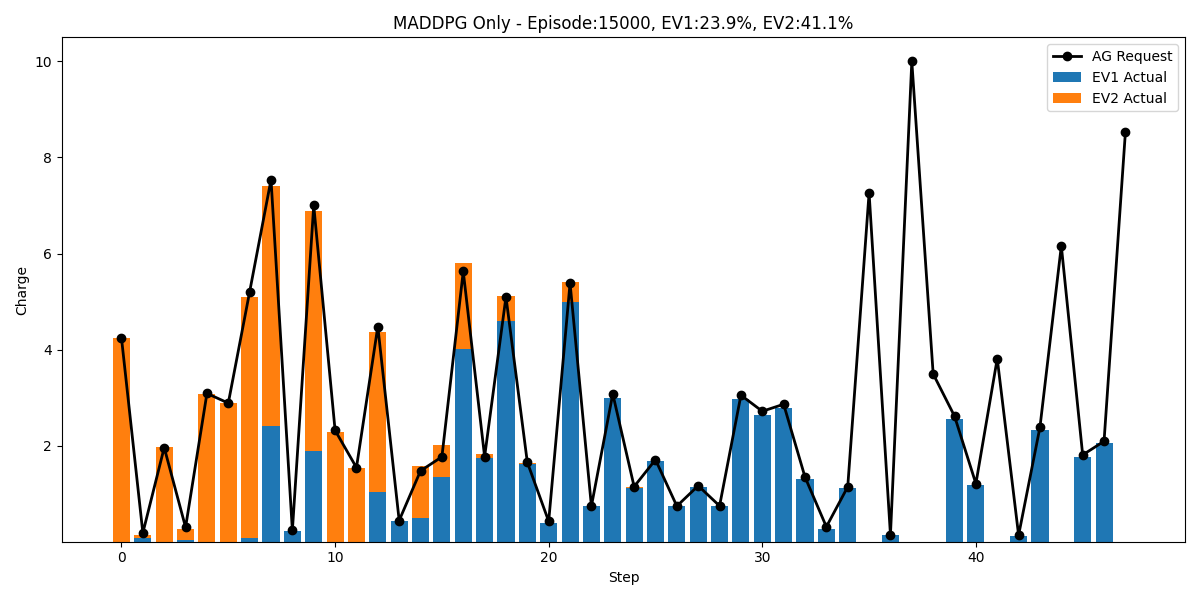 MADDPG Only - Episode:15000, EV1:23.9%, EV2:41.1%
AG Request
EV1 Actual
EV2 Actual
Charge
10
8
6
4
2
0 10 20 30 40
Step